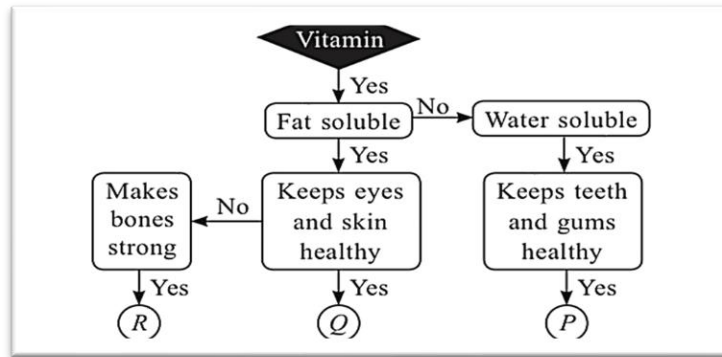 Vitamin
Yes
Fat soluble
No
Water soluble
Yes
Yes
Makes
bones
strong
No
Keeps eyes
and skin
healthy
Keeps teeth
and gums
healthy
Yes
Yes
Yes
R
Q
P